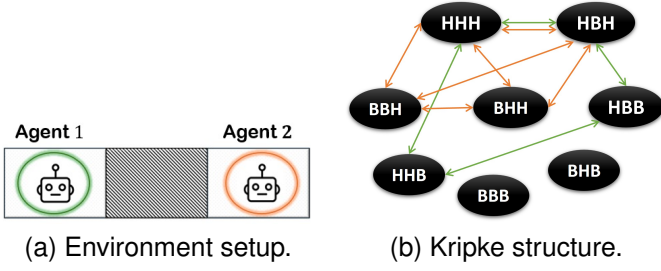 HHH HBH
BBH BHH HBB
Agent 1 Agent 2
HHB BHB
BBB
(a) Environment setup. (b) Kripke structure.